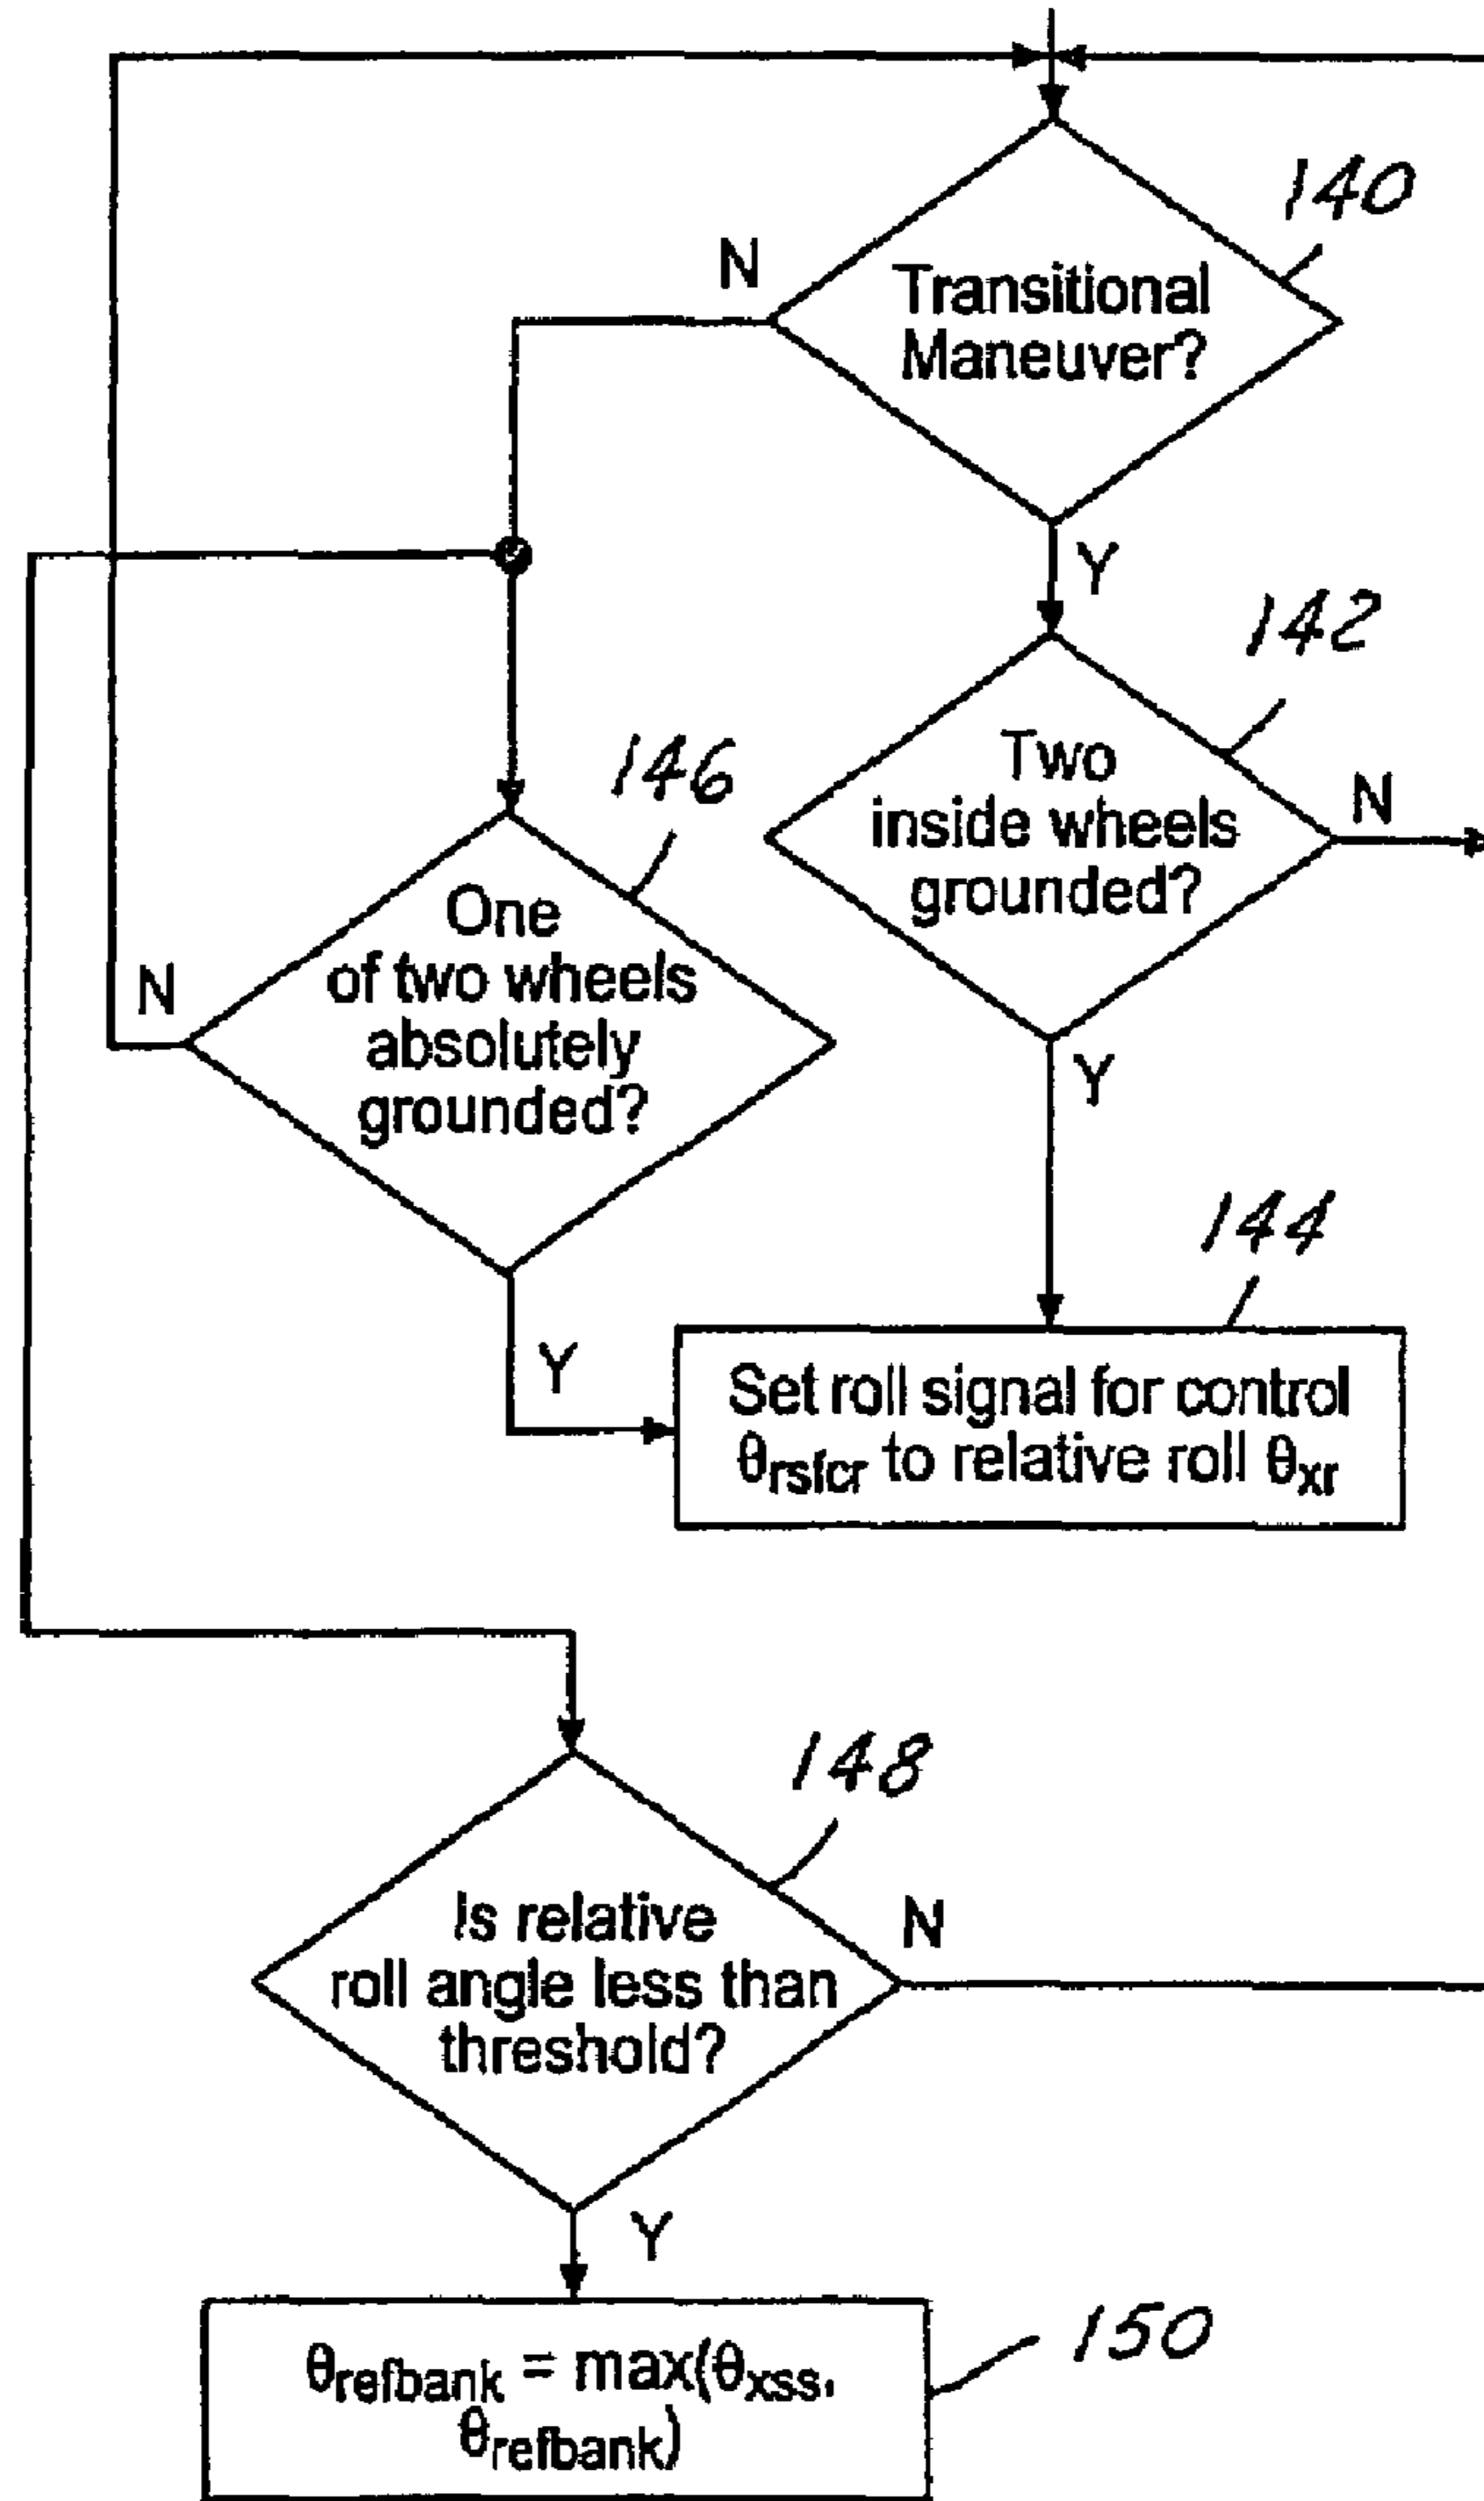 140
N
Transitional
Maneuver?
Y
142
Two
inside wheels
grounded?
N
146
One
of two wheels
absolutely
grounded?
N
Y
144
Y
Set roll signal for control
θrsfcr to relative roll θxr
148
Is relative
roll angle less than
threshold?
N
Y
150
θrefbank = max(θxss,
θrefbank)